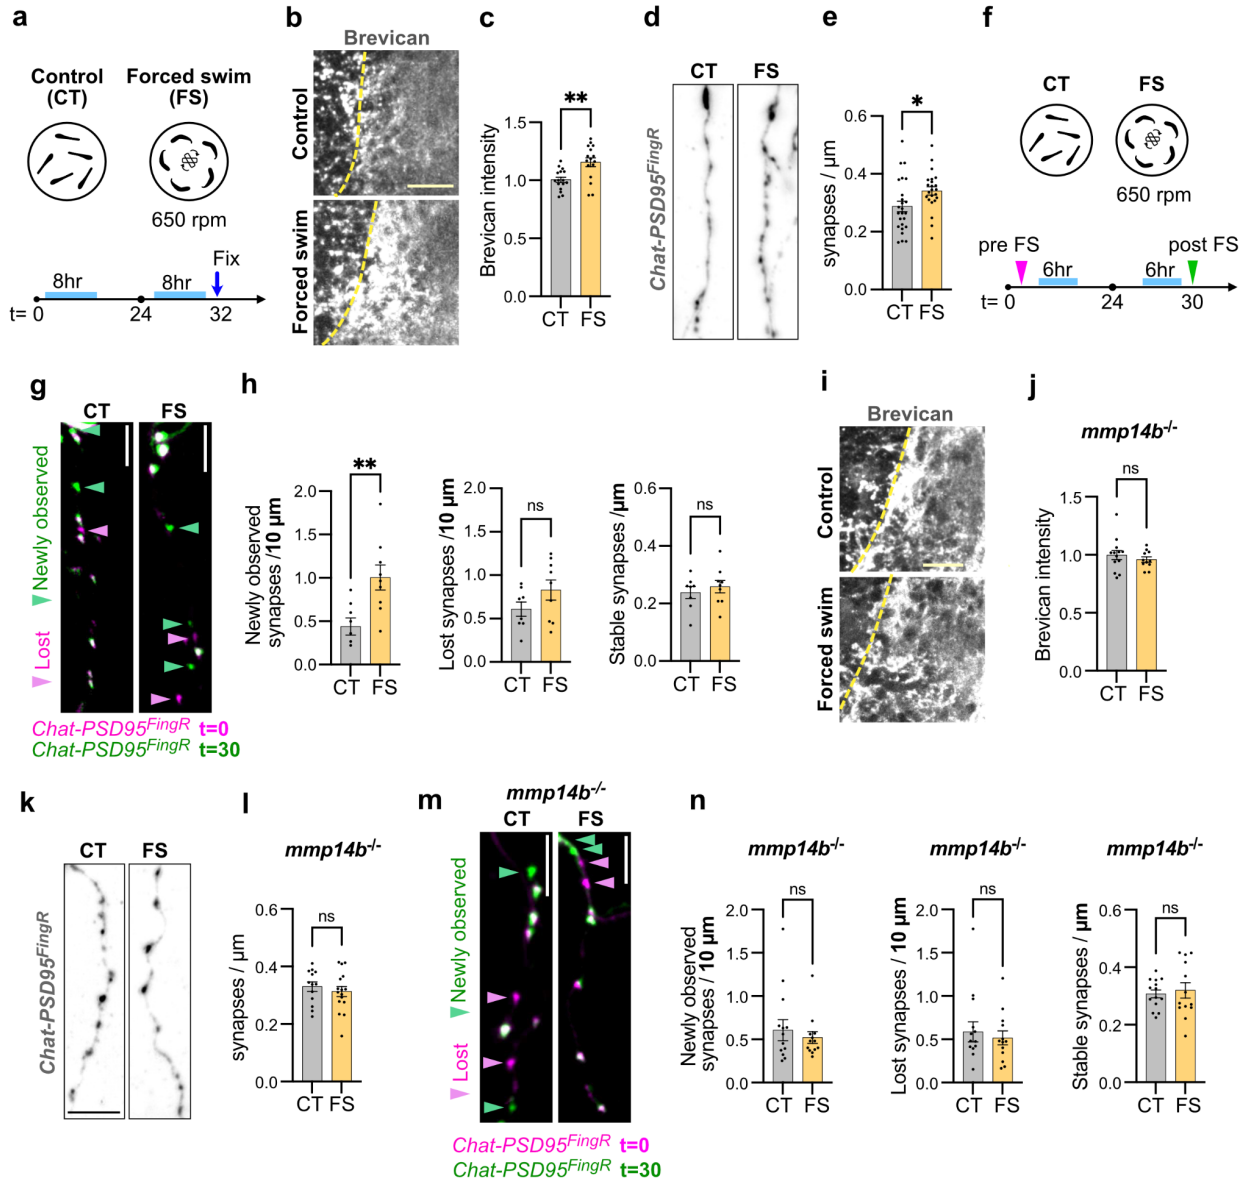 a
Control
(CT)
Forced swim
(FS)
650 rpm
Fix
8hr
8hr
t= 0
24
32
b
Brevican
Control
Forced swim
c
**
Brevican intensity
1.5
1.0
0.5
0.0
CT
FS
d
CT
FS
Chat-PSD95FingR
e
*
synapses / µm
0.6
0.4
0.2
0.0
CT
FS
f
CT
FS
650 rpm
pre FS
post FS
6hr
6hr
t= 0
24
30
g
CT
FS
Newly observed
Lost
Chat-PSD95FingR t=0
Chat-PSD95FingR t=30
h
**
Newly observed
synapses /10 µm
2.0
1.5
1.0
0.5
0.0
CT
FS
ns
Lost synapses /10 µm
2.0
1.5
1.0
0.5
0.0
CT
FS
ns
Stable synapses /µm
0.6
0.4
0.2
0.0
CT
FS
i
Brevican
Control
Forced swim
j
mmp14b-/-
ns
Brevican intensity
1.5
1.0
0.5
0.0
CT
FS
k
CT
FS
Chat-PSD95FingR
l
mmp14b-/-
ns
synapses / µm
0.6
0.4
0.2
0.0
CT
FS
m
mmp14b-/-
CT
FS
Newly observed
Lost
Chat-PSD95FingR t=0
Chat-PSD95FingR t=30
n
mmp14b-/-
ns
Newly observed
synapses / 10 µm
2.0
1.5
1.0
0.5
0.0
CT
FS
mmp14b-/-
ns
Lost synapses / 10 µm
2.0
1.5
1.0
0.5
0.0
CT
FS
mmp14b-/-
ns
Stable synapses / µm
0.6
0.4
0.2
0.0
CT
FS